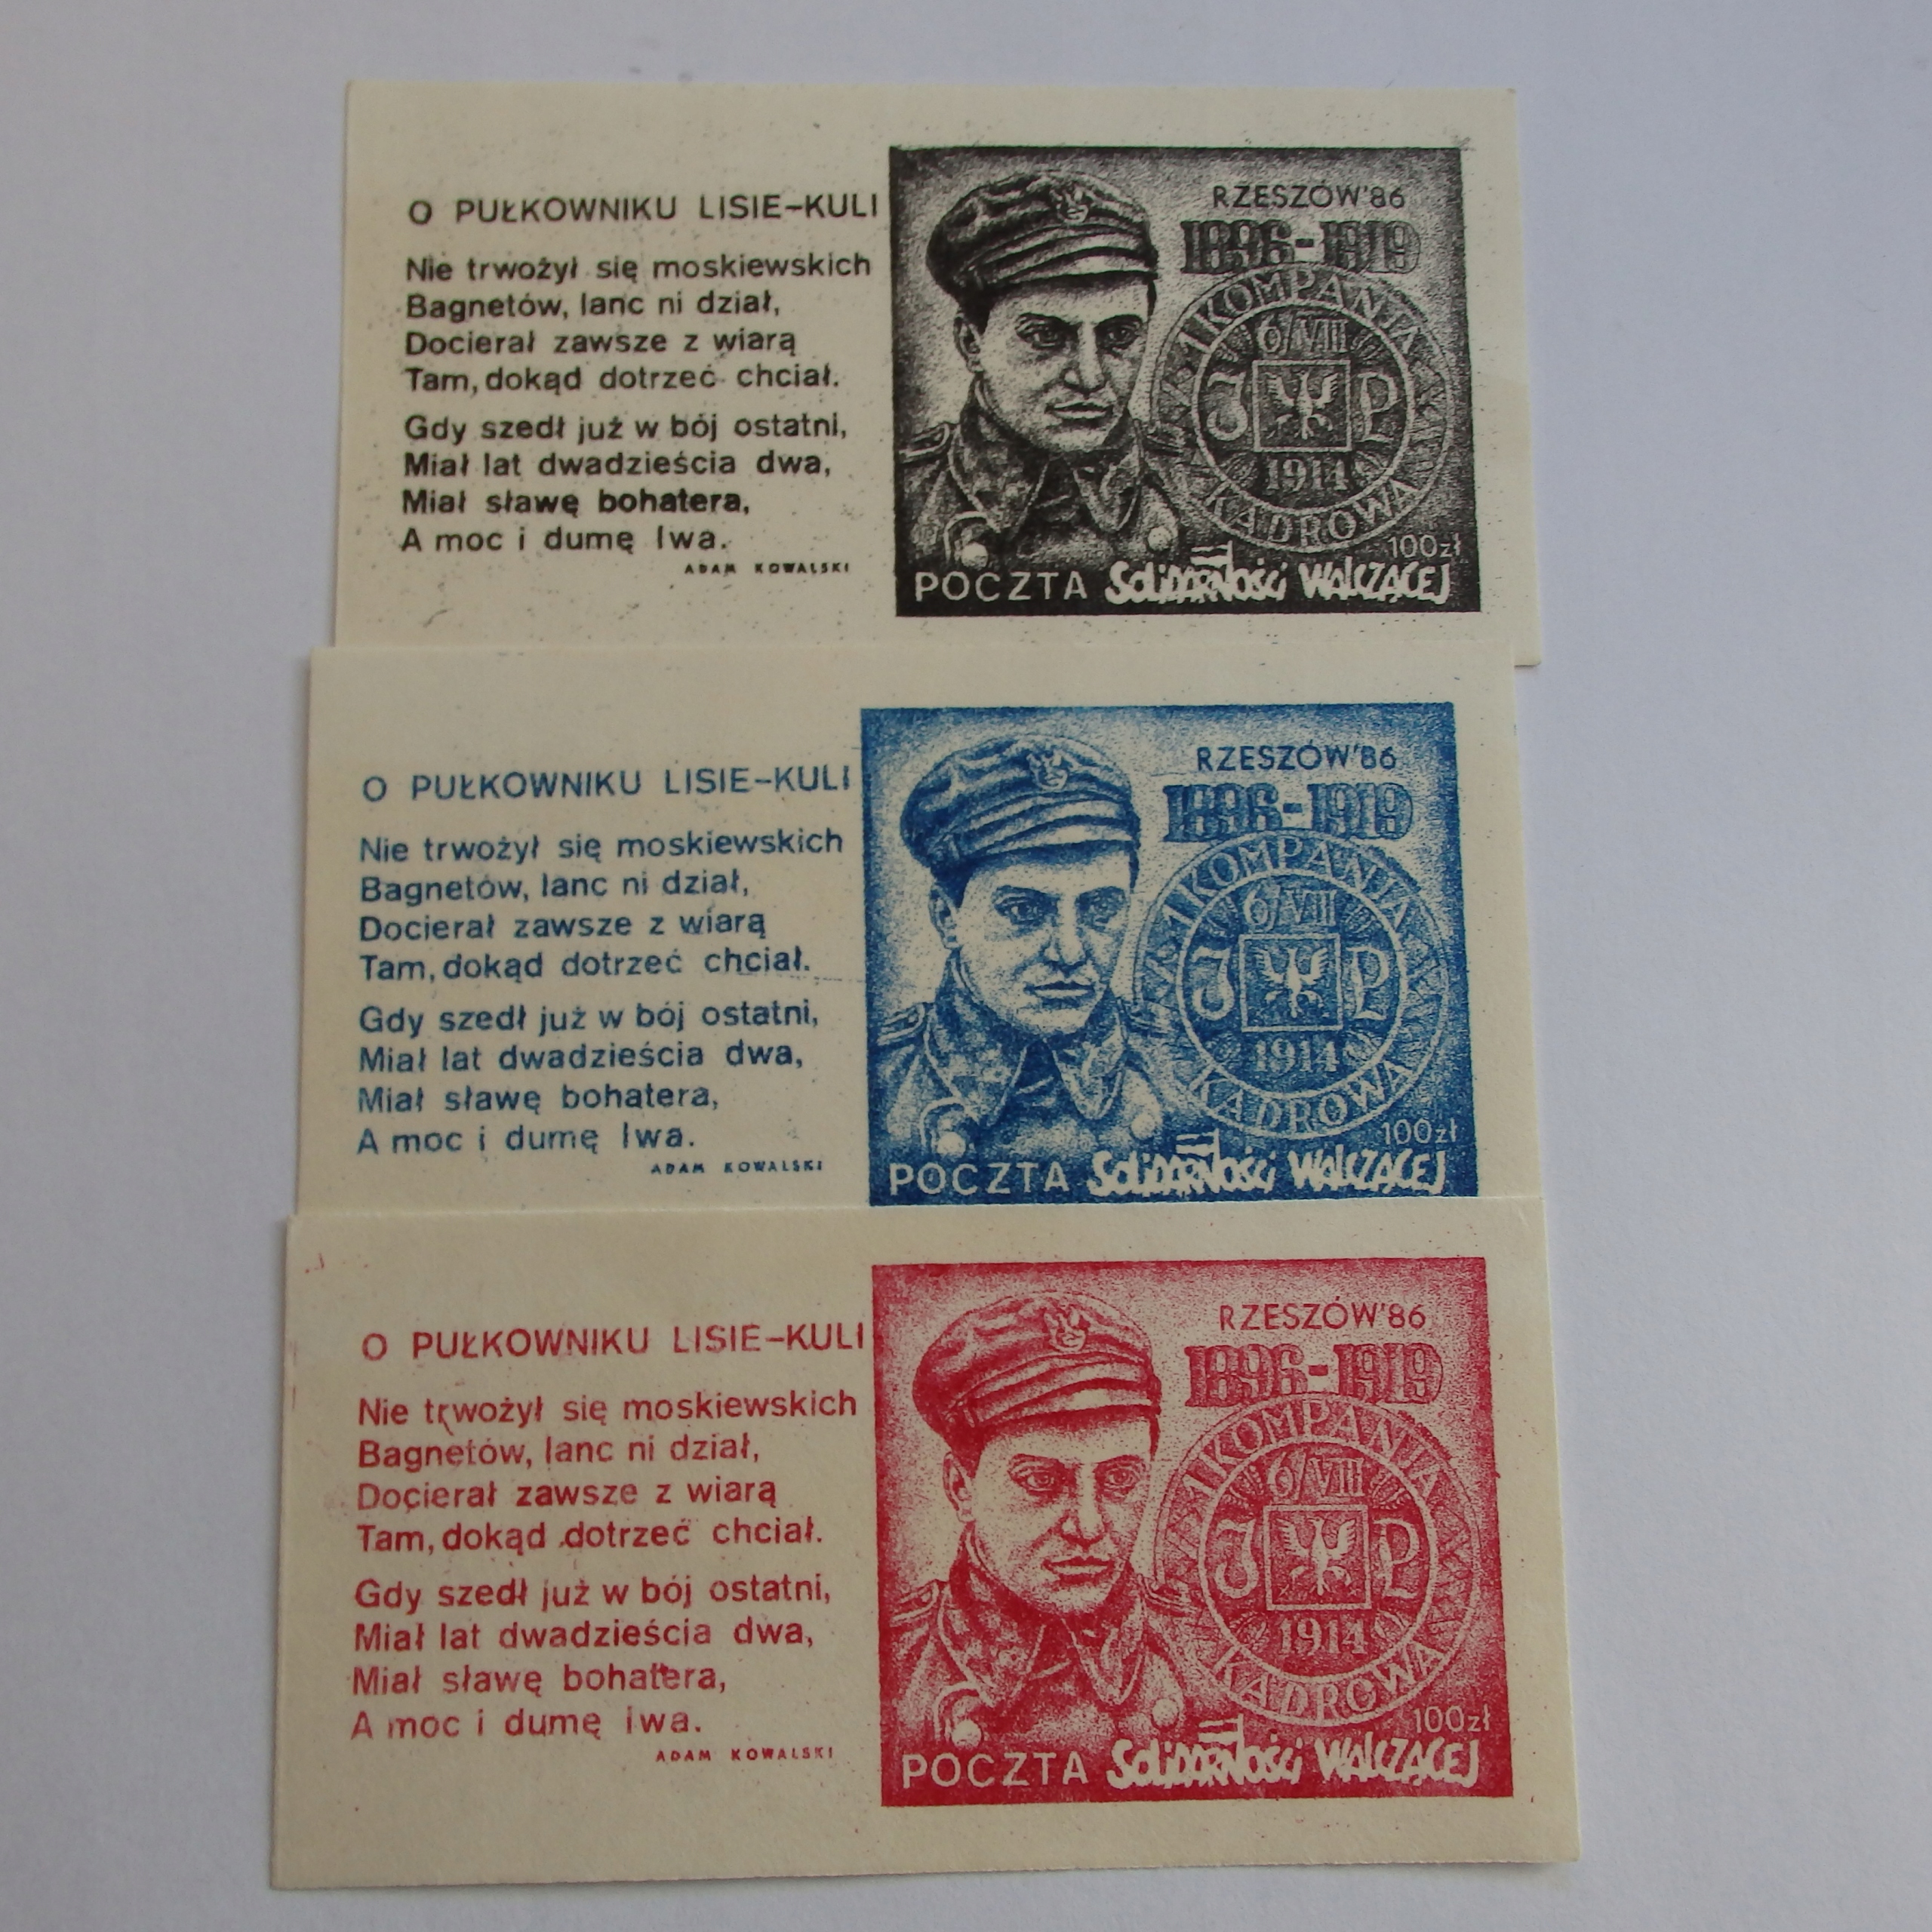 O PUŁKOWNIKU LISIE-KULI
Nie trwożył się moskiewskich
Bagnetów, lanc ni dział,
Docierał zawsze z wiarą
Tam, dokąd dotrzeć chciał.
Gdy szedł już w bój ostatni,
Miał lat dwadzieścia dwa,
Miał sławę bohatera,
A moc i dumę lwa.
ADAM KOWALSKI
RZESZÓW'86
1896-1919
1 KOMPANJA
6/VIII
J P
1914
KADROWA
100zł
POCZTA SOLIDARNOŚCI WALCZĄCEJ
O PUŁKOWNIKU LISIE-KULI
Nie trwożył się moskiewskich
Bagnetów, lanc ni dział,
Docierał zawsze z wiarą
Tam, dokąd dotrzeć chciał.
Gdy szedł już w bój ostatni,
Miał lat dwadzieścia dwa,
Miał sławę bohatera,
A moc i dumę lwa.
ADAM KOWALSKI
RZESZÓW'86
1896-1919
1 KOMPANJA
6/VIII
J P
1914
KADROWA
100zł
POCZTA SOLIDARNOŚCI WALCZĄCEJ
O PUŁKOWNIKU LISIE-KULI
Nie trwożył się moskiewskich
Bagnetów, lanc ni dział,
Docierał zawsze z wiarą
Tam, dokąd dotrzeć chciał.
Gdy szedł już w bój ostatni,
Miał lat dwadzieścia dwa,
Miał sławę bohatera,
A moc i dumę lwa.
ADAM KOWALSKI
RZESZÓW'86
1896-1919
1 KOMPANJA
6/VIII
J P
1914
KADROWA
100zł
POCZTA SOLIDARNOŚCI WALCZĄCEJ